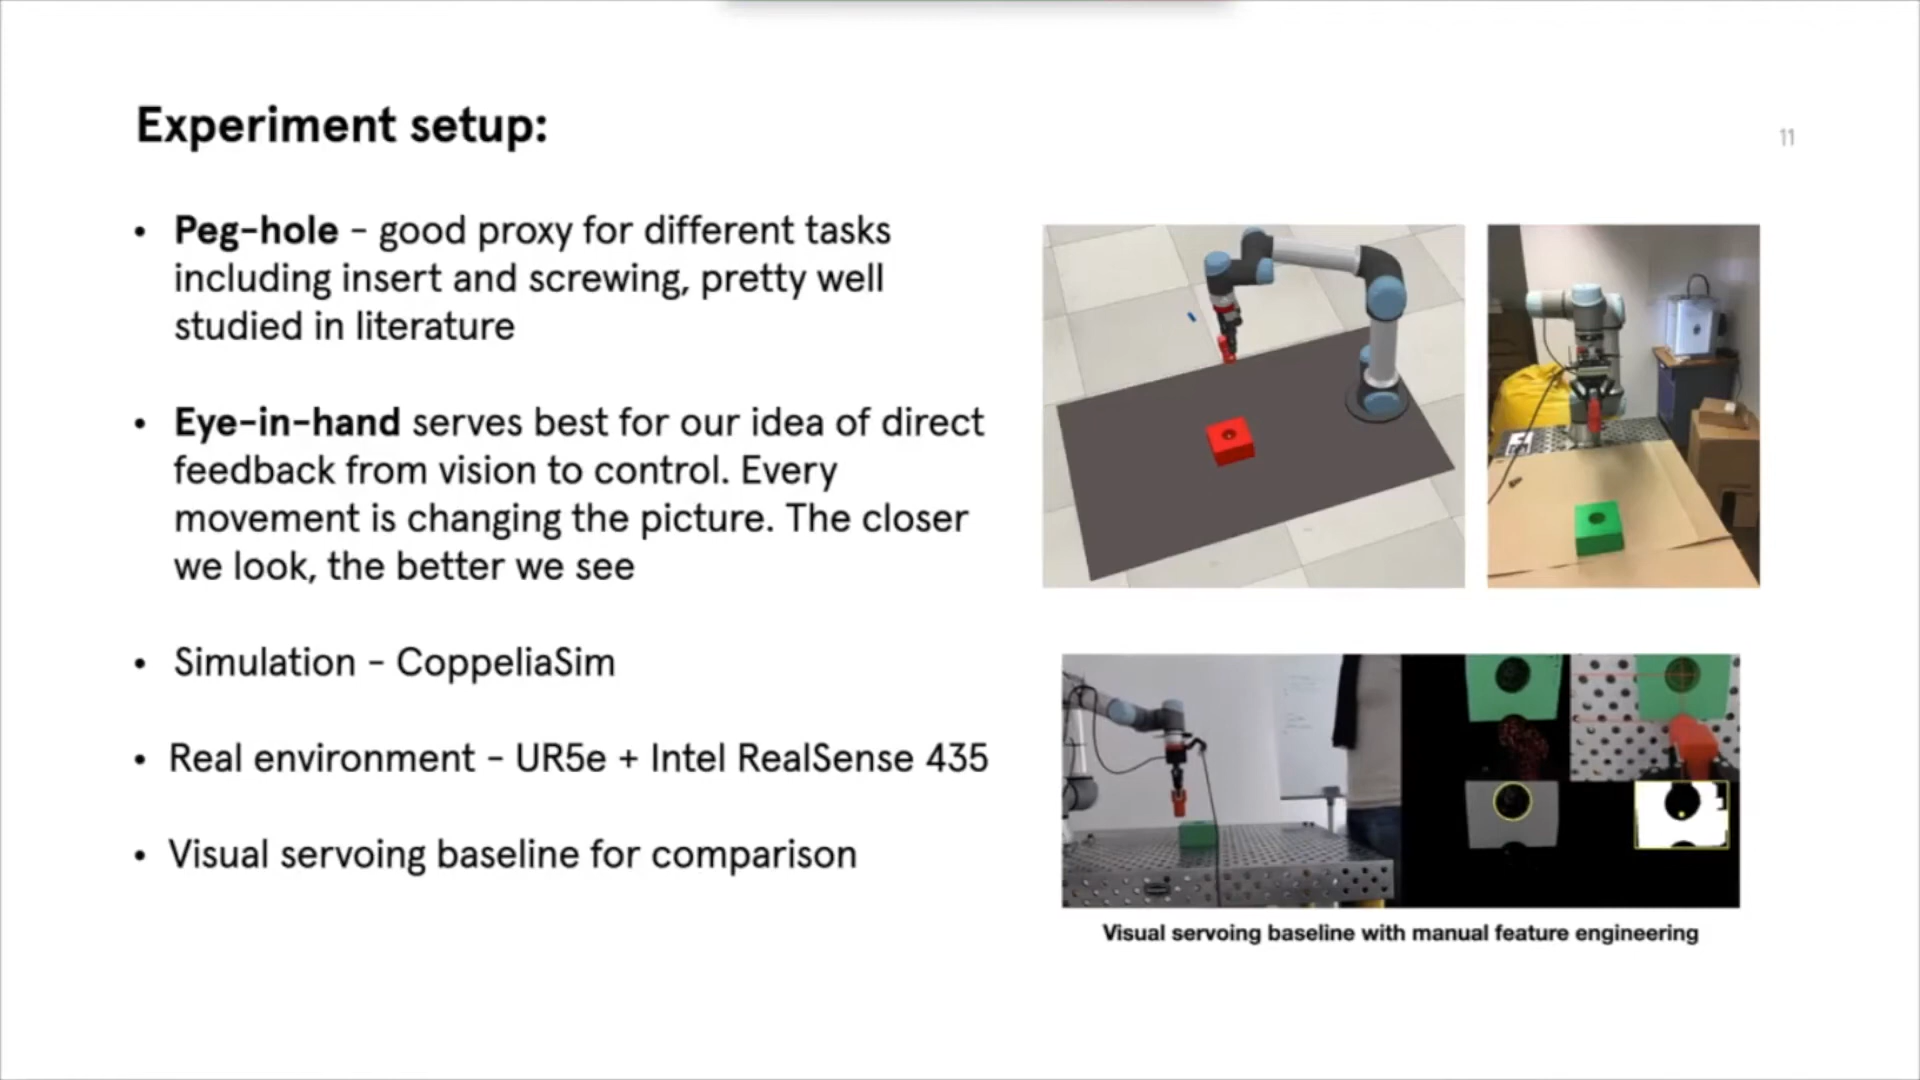 Experiment setup:
11
• Peg-hole - good proxy for different tasks
including insert and screwing, pretty well
studied in literature
• Eye-in-hand serves best for our idea of direct
feedback from vision to control. Every
movement is changing the picture. The closer
we look, the better we see
• Simulation - CoppeliaSim
• Real environment - UR5e + Intel RealSense 435
• Visual servoing baseline for comparison
Visual servoing baseline with manual feature engineering